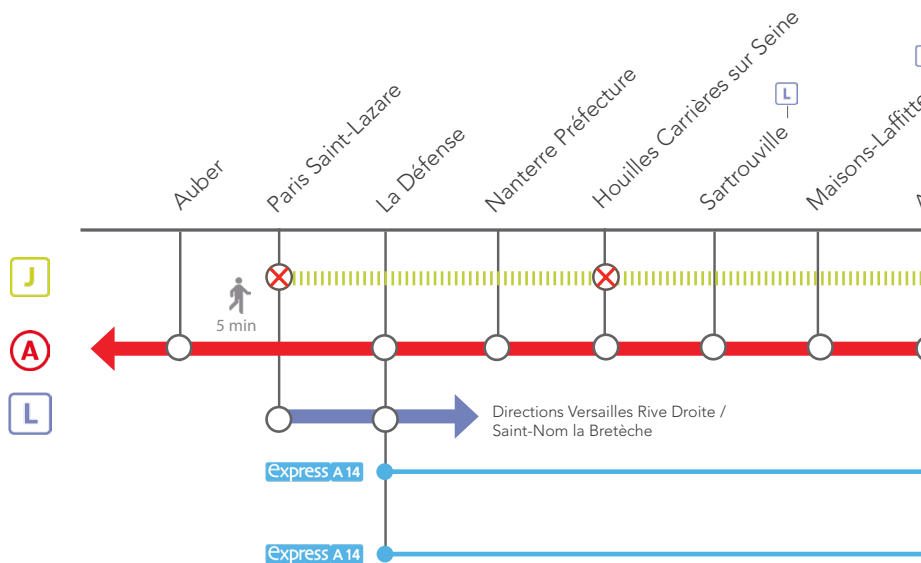 Auber
Paris Saint-Lazare
La Défense
Nanterre Préfecture
Houilles Carrières sur Seine
L
Sartrouville
Maisons-Laffitte
J
5 min
A
L
Directions Versailles Rive Droite /
Saint-Nom la Bretèche
express A 14
express A 14